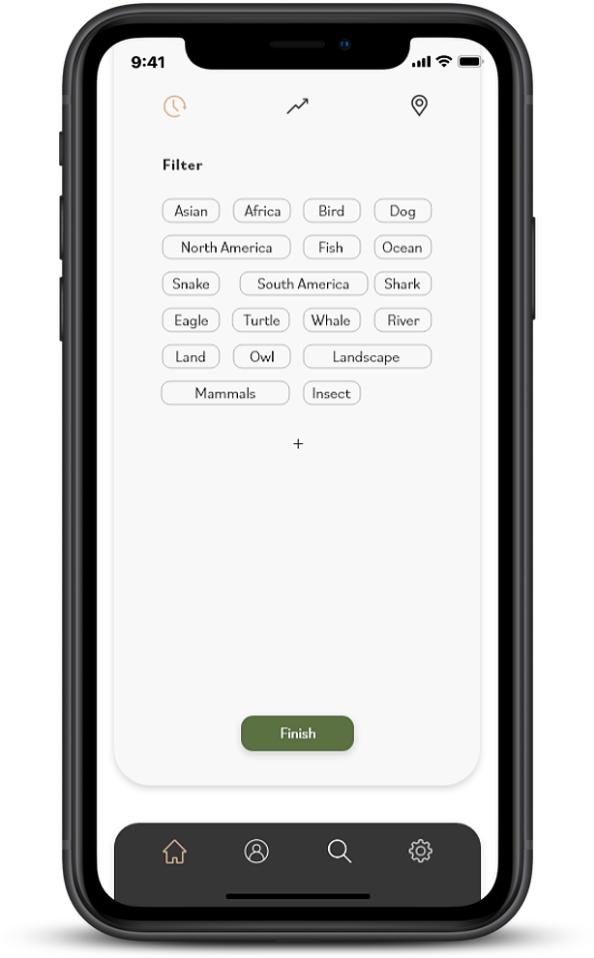 9:41
Filter
Asian Africa Bird Dog
North America Fish Ocean
Snake South America Shark
Eagle Turtle Whale River
Land Owl Landscape
Mammals Insect
+
Finish